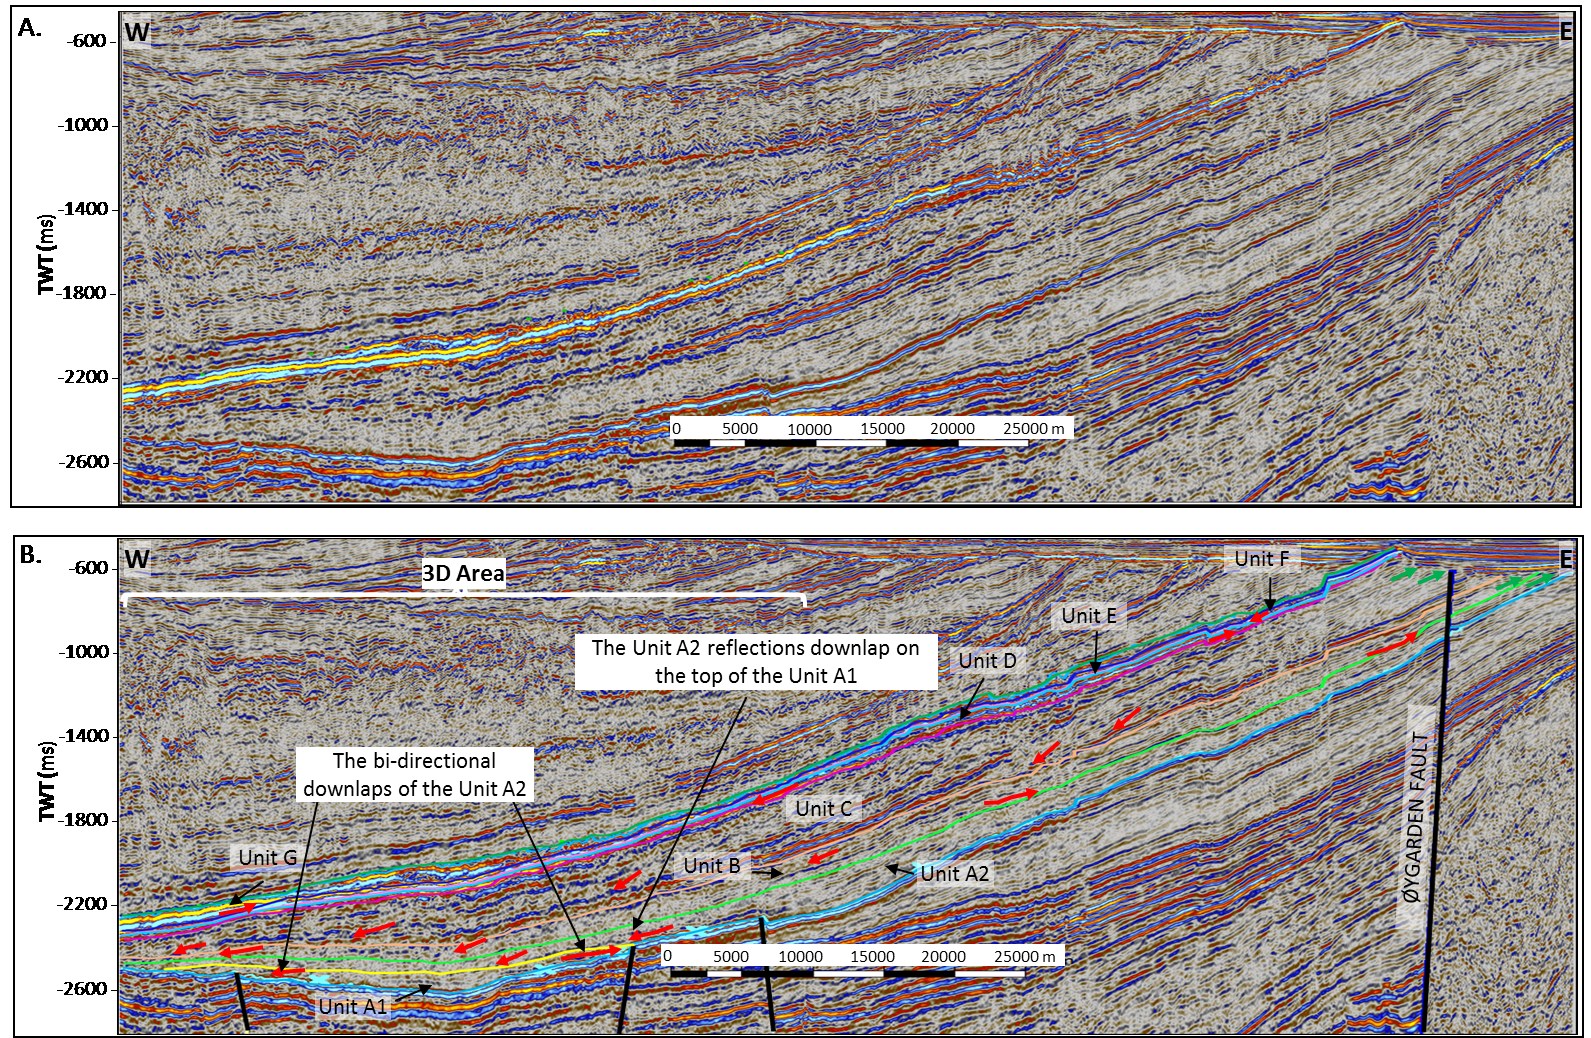 A.
W
E
-600
-1000
-1400
-1800
-2200
-2600
TWT (ms)
0 5000 10000 15000 20000 25000 m
B.
W
E
3D Area
Unit F
Unit E
The Unit A2 reflections downlap on
the top of the Unit A1
Unit D
The bi-directional
downlaps of the Unit A2
Unit C
Unit G
Unit B
Unit A2
Unit A1
ØYGARDEN FAULT
-600
-1000
-1400
-1800
-2200
-2600
TWT (ms)
0 5000 10000 15000 20000 25000 m